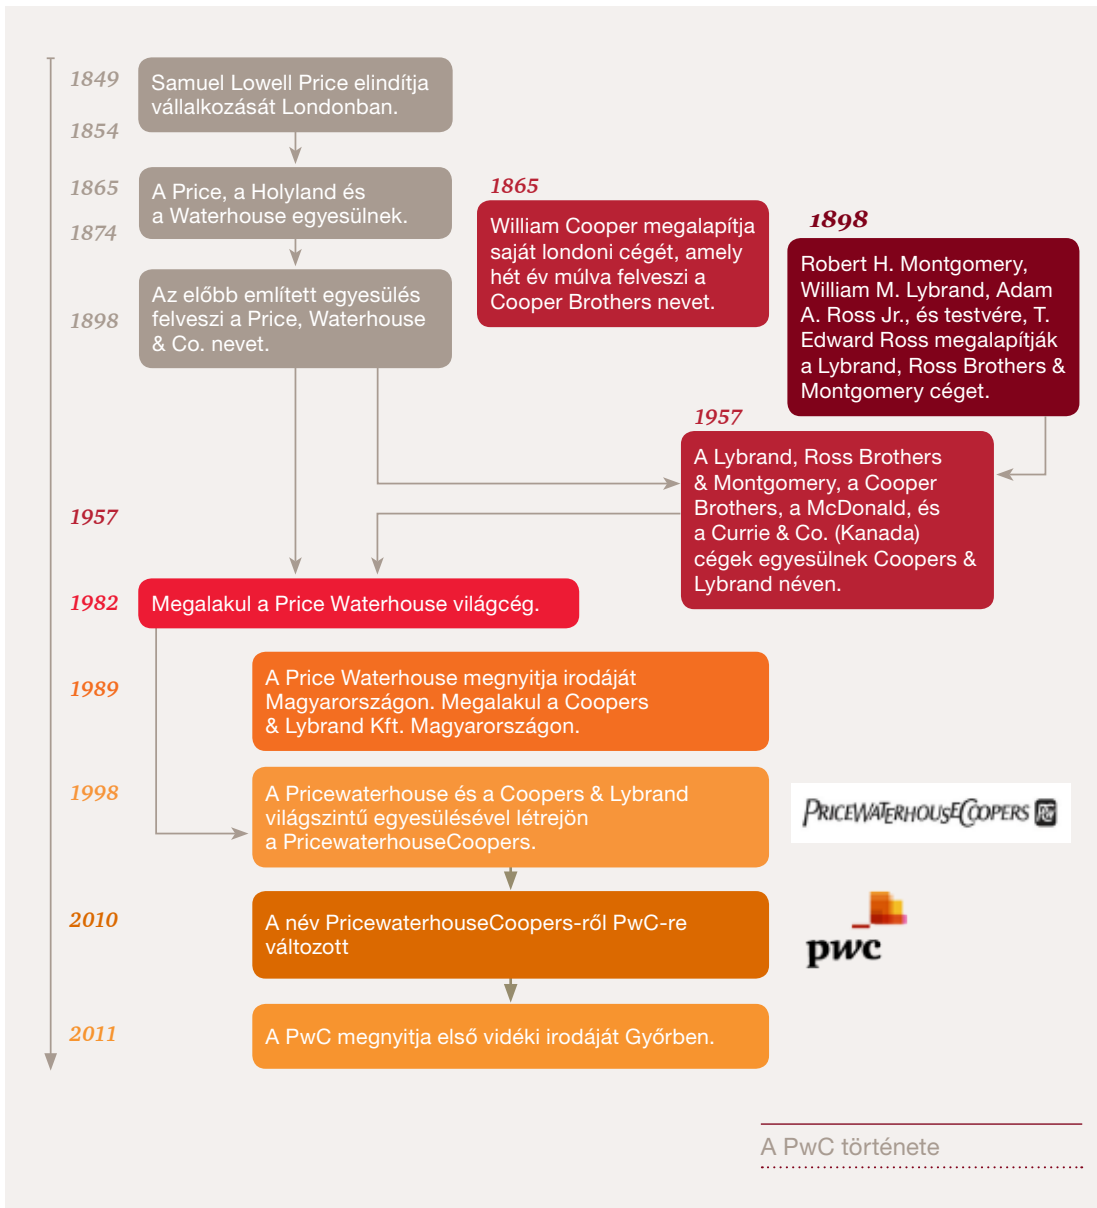 1849
Samuel Lowell Price elindítja
vállalkozását Londonban.
1854
1865
A Price, a Holyland és
a Waterhouse egyesülnek.
1874
Az előbb említett egyesülés
felveszi a Price, Waterhouse
& Co. nevet.
1898
1865
William Cooper megalapítja
saját londoni cégét, amely
hét év múlva felveszi a
Cooper Brothers nevet.
1898
Robert H. Montgomery,
William M. Lybrand, Adam
A. Ross Jr., és testvére, T.
Edward Ross megalapítják
a Lybrand, Ross Brothers &
Montgomery céget.
1957
A Lybrand, Ross Brothers
& Montgomery, a Cooper
Brothers, a McDonald, és
a Currie & Co. (Kanada)
cégek egyesülnek Coopers &
Lybrand néven.
1957
1982
Megalakul a Price Waterhouse világcég.
1989
A Price Waterhouse megnyitja irodáját
Magyarországon. Megalakul a Coopers
& Lybrand Kft. Magyarországon.
1998
A Pricewaterhouse és a Coopers & Lybrand
világszintű egyesülésével létrejön
a PricewaterhouseCoopers.
PRICEWATERHOUSECOOPERS PwC
2010
A név PricewaterhouseCoopers-ről PwC-re
változott
pwc
2011
A PwC megnyitja első vidéki irodáját Győrben.
A PwC története